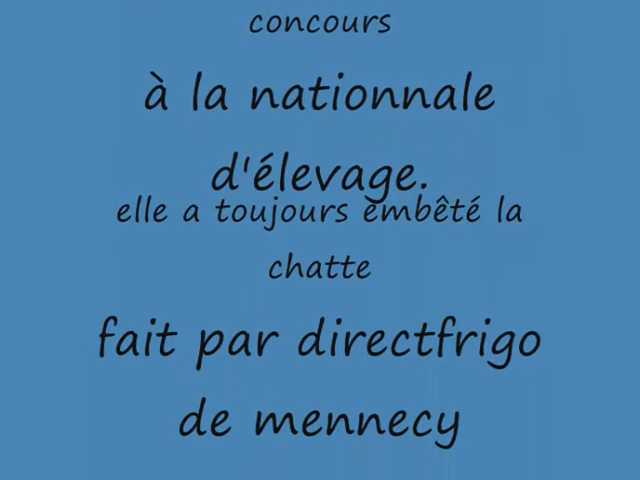 concours
à la nationnale
d'élevage.
elle a toujours embêté la
chatte
fait par directfrigo
de mennecy